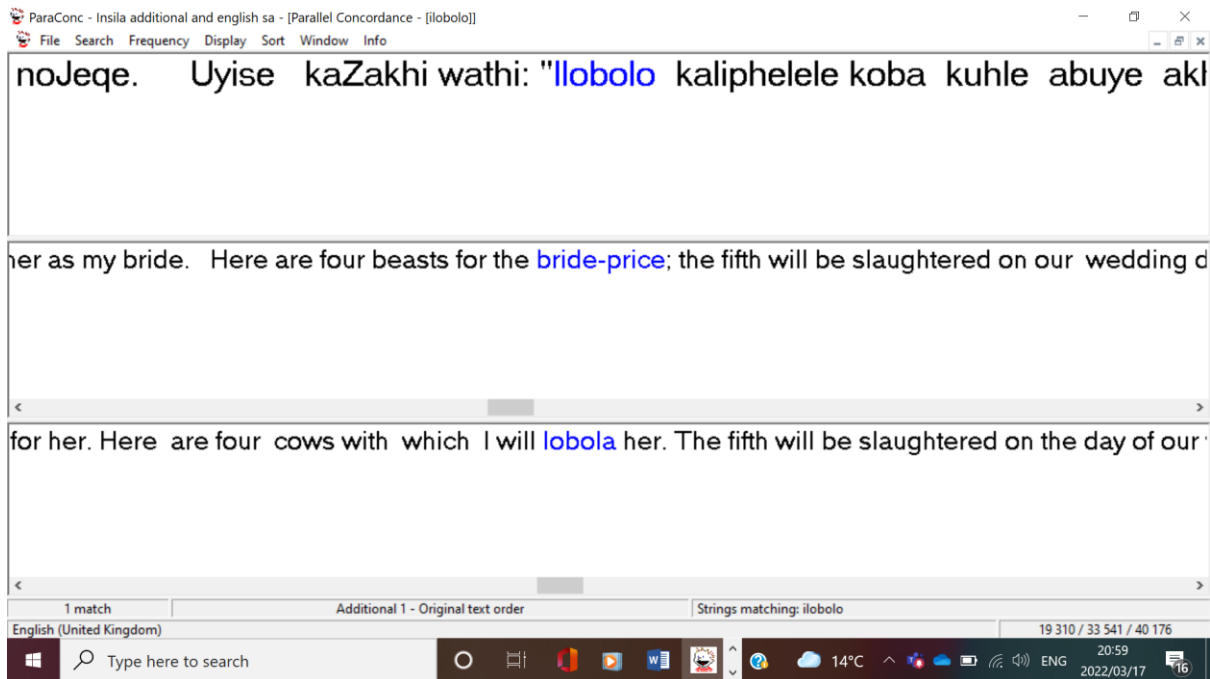 ParaConc - Insila additional and english sa - [Parallel Concordance - [ilobolo]]
File Search Frequency Display Sort Window Info
noJeqe. Uyise kaZakhi wathi: "Ilobolo kaliphelele koba kuhle abuye
her as my bride. Here are four beasts for the bride-price; the fifth will be slaughtered on our wedding d
for her. Here are four cows with which I will lobola her. The fifth will be slaughtered on the day of our
1 match Additional 1 - Original text order Strings matching: ilobolo
English (United Kingdom) 19 310 / 33 541 / 40 176
Type here to search 14°C ENG 20:59
2022/03/17 16